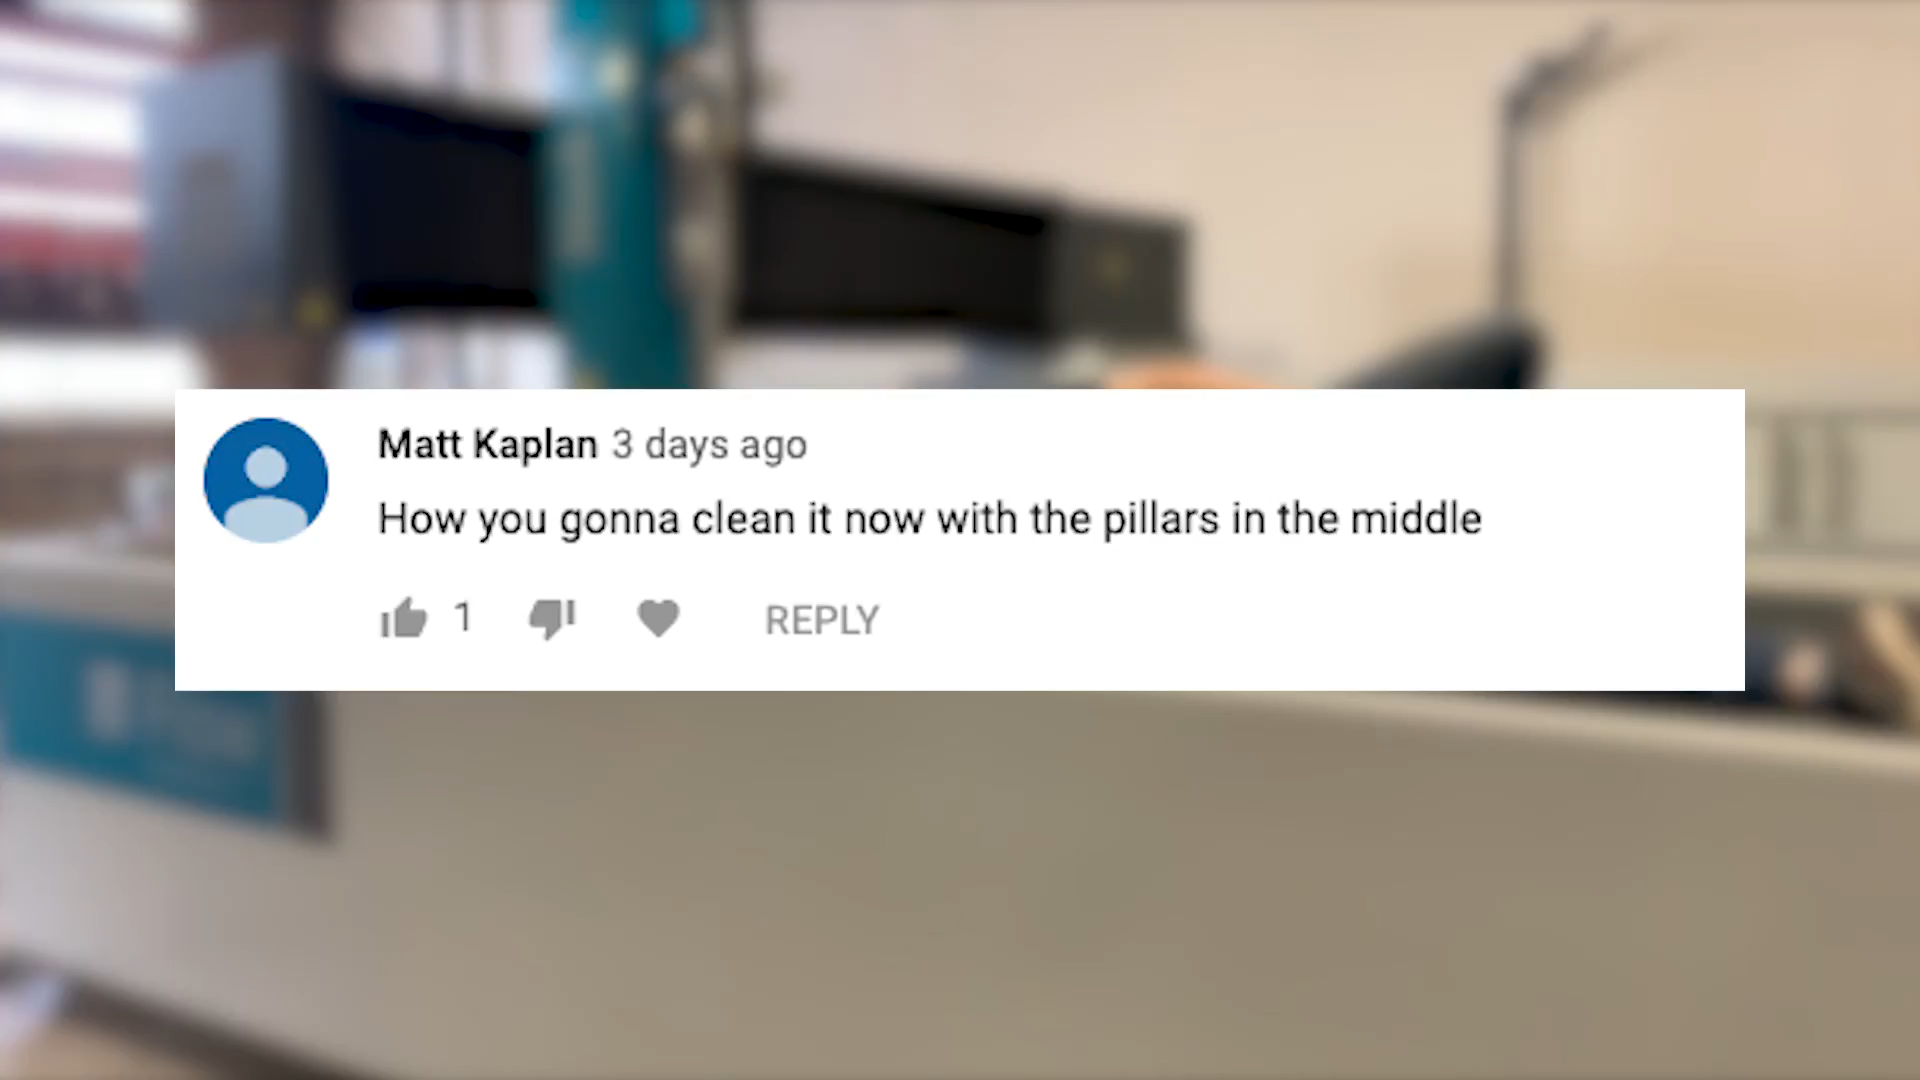 Matt Kaplan 3 days ago
How you gonna clean it now with the pillars in the middle
1 REPLY